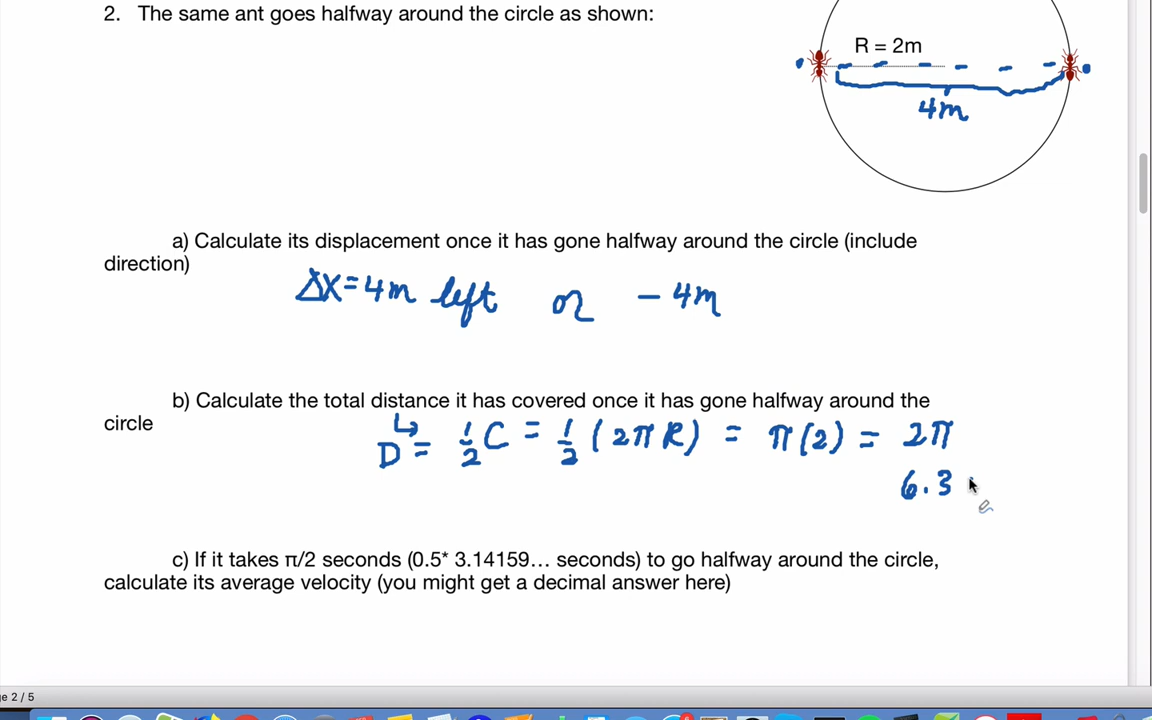 2. The same ant goes halfway around the circle as shown:
R = 2m
4m
a) Calculate its displacement once it has gone halfway around the circle (include
direction)
Δx=4m left or -4m
b) Calculate the total distance it has covered once it has gone halfway around the
circle
↳
D = 1/2 C = 1/2 (2πR) = π(2) = 2π
6.3
c) If it takes π/2 seconds (0.5* 3.14159… seconds) to go halfway around the circle,
calculate its average velocity (you might get a decimal answer here)
2 / 5